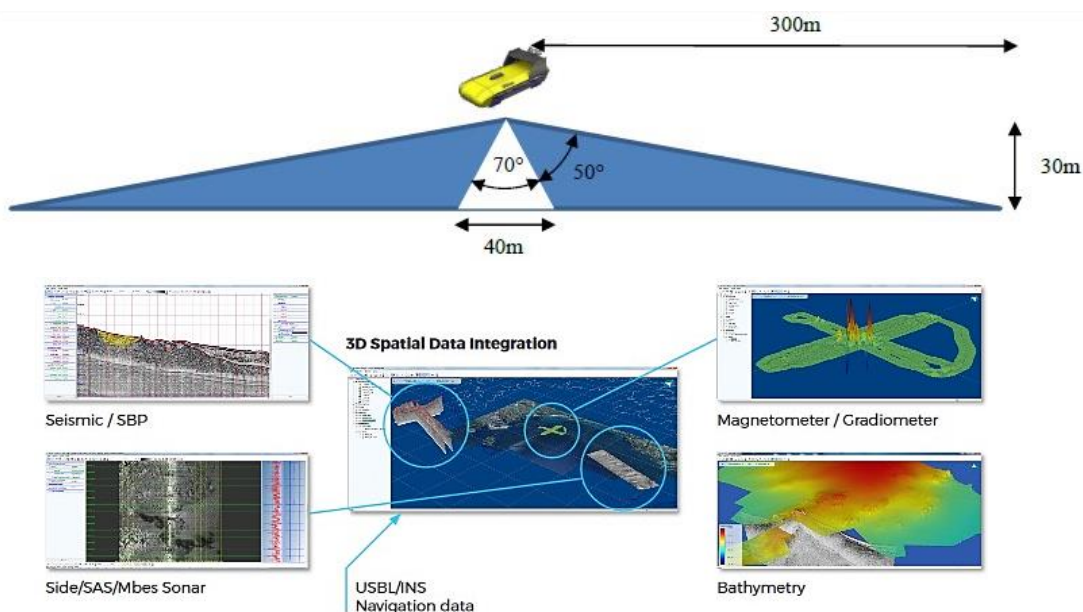 300m
70°
50°
30m
40m
3D Spatial Data Integration
Seismic / SBP
Magnetometer / Gradiometer
Side/SAS/Mbes Sonar
USBL/INS
Navigation data
Bathymetry